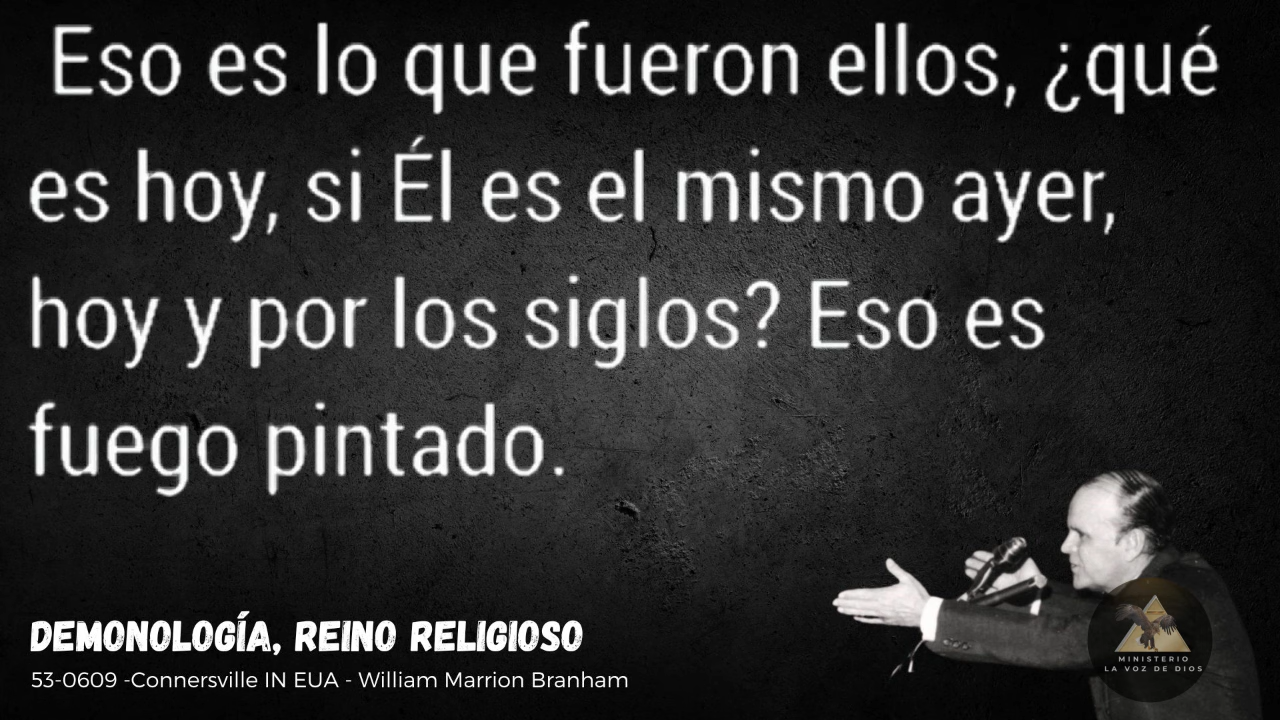 Eso es lo que fueron ellos, ¿qué
es hoy, si Él es el mismo ayer,
hoy y por los siglos? Eso es
fuego pintado.
DEMONOLOGÍA, REINO RELIGIOSO
53-0609 -Connersville IN EUA - William Marrion Branham
MINISTERIO
LA VOZ DE DIOS